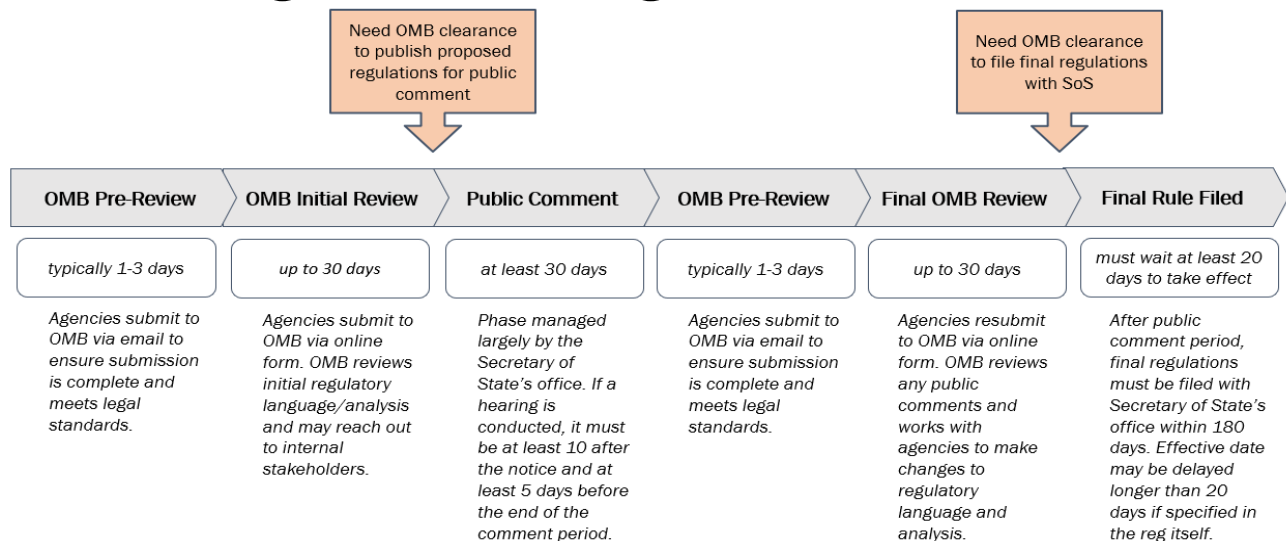 Need OMB clearance
to publish proposed
regulations for public
comment
Need OMB clearance
to file final regulations
with SoS
OMB Pre-Review
OMB Initial Review
Public Comment
OMB Pre-Review
Final OMB Review
Final Rule Filed
typically 1-3 days
up to 30 days
at least 30 days
typically 1-3 days
up to 30 days
must wait at least 20
days to take effect
Agencies submit to
OMB via email to
ensure submission
is complete and
meets legal
standards.
Agencies submit to
OMB via online
form. OMB reviews
initial regulatory
language/analysis
and may reach out
to internal
stakeholders.
Phase managed
largely by the
Secretary of
State's office. If a
hearing is
conducted, it must
be at least 10 after
the notice and at
least 5 days before
the end of the
comment period.
Agencies submit to
OMB via email to
ensure submission
is complete and
meets legal
standards.
Agencies resubmit
to OMB via online
form. OMB reviews
any public
comments and
works with
agencies to make
changes to
regulatory
language and
analysis.
After public
comment period,
final regulations
must be filed with
Secretary of State's
office within 180
days. Effective date
may be delayed
longer than 20
days if specified in
the reg itself.